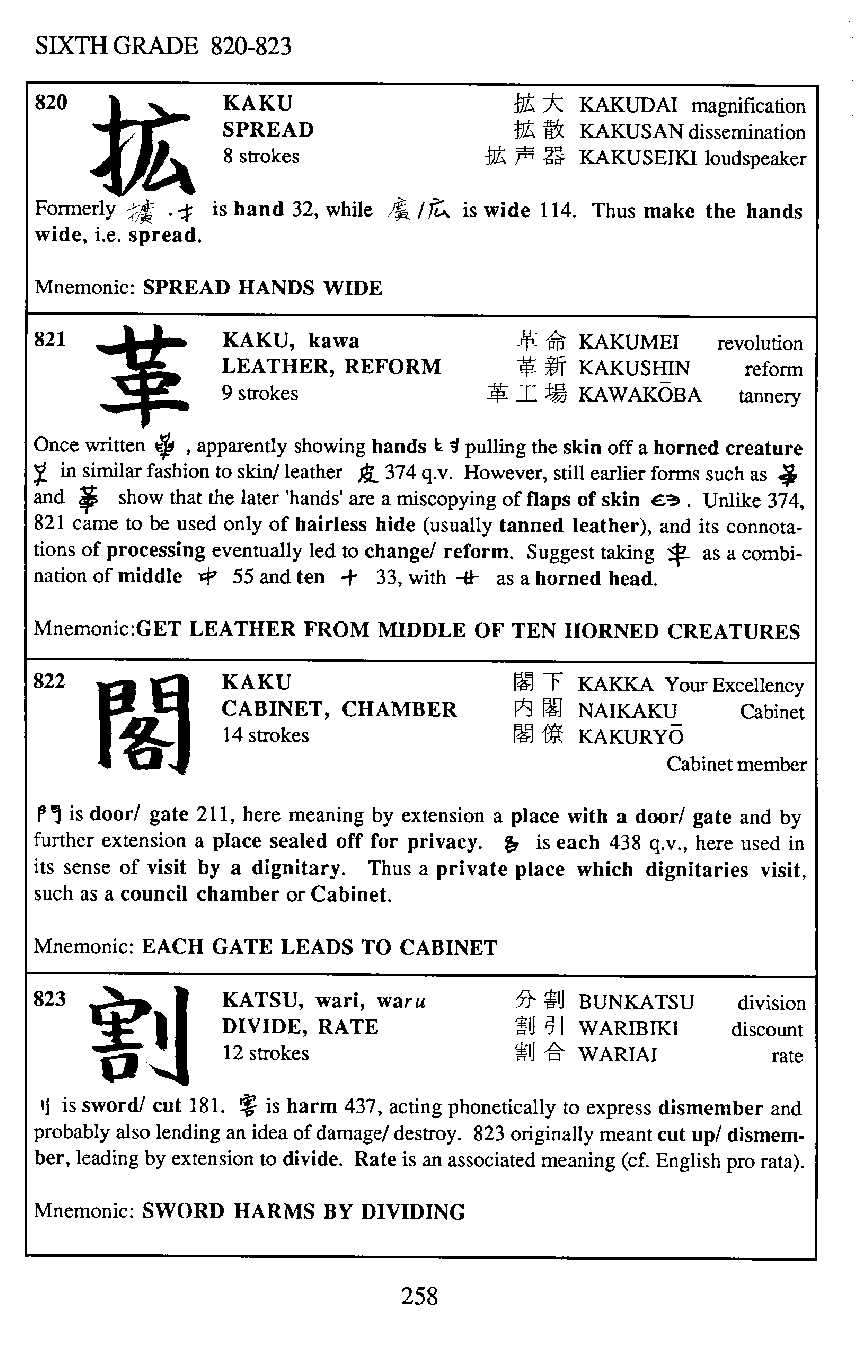 SIXTH GRADE 820-823
820 拡 KAKU 拡大 KAKUDAI magnification
SPREAD 拡散 KAKUSAN dissemination
8 strokes 拡声器 KAKUSEIKI loudspeaker
Formerly 擴. 扌 is hand 32, while 廣/広 is wide 114. Thus make the hands
wide, i.e. spread.
Mnemonic: SPREAD HANDS WIDE
821 革 KAKU, kawa 革命 KAKUMEI revolution
LEATHER, REFORM 革新 KAKUSHIN reform
9 strokes 革工場 KAWAKŌBA tannery
Once written , apparently showing hands pulling the skin off a horned creature
in similar fashion to skin/ leather 皮 374 q.v. However, still earlier forms such as
and show that the later 'hands' are a miscopying of flaps of skin . Unlike 374,
821 came to be used only of hairless hide (usually tanned leather), and its connota-
tions of processing eventually led to change/ reform. Suggest taking as a combi-
nation of middle 中 55 and ten 十 33, with 廿 as a horned head.
Mnemonic:GET LEATHER FROM MIDDLE OF TEN HORNED CREATURES
822 閣 KAKU 閣下 KAKKA Your Excellency
CABINET, CHAMBER 内閣 NAIKAKU Cabinet
14 strokes 閣僚 KAKURYŌ
Cabinet member
門 is door/ gate 211, here meaning by extension a place with a door/ gate and by
further extension a place sealed off for privacy. 各 is each 438 q.v., here used in
its sense of visit by a dignitary. Thus a private place which dignitaries visit,
such as a council chamber or Cabinet.
Mnemonic: EACH GATE LEADS TO CABINET
823 割 KATSU, wari, waru 分割 BUNKATSU division
DIVIDE, RATE 割引 WARIBIKI discount
12 strokes 割合 WARIAI rate
刂 is sword/ cut 181. 害 is harm 437, acting phonetically to express dismember and
probably also lending an idea of damage/ destroy. 823 originally meant cut up/ dismem-
ber, leading by extension to divide. Rate is an associated meaning (cf. English pro rata).
Mnemonic: SWORD HARMS BY DIVIDING
258